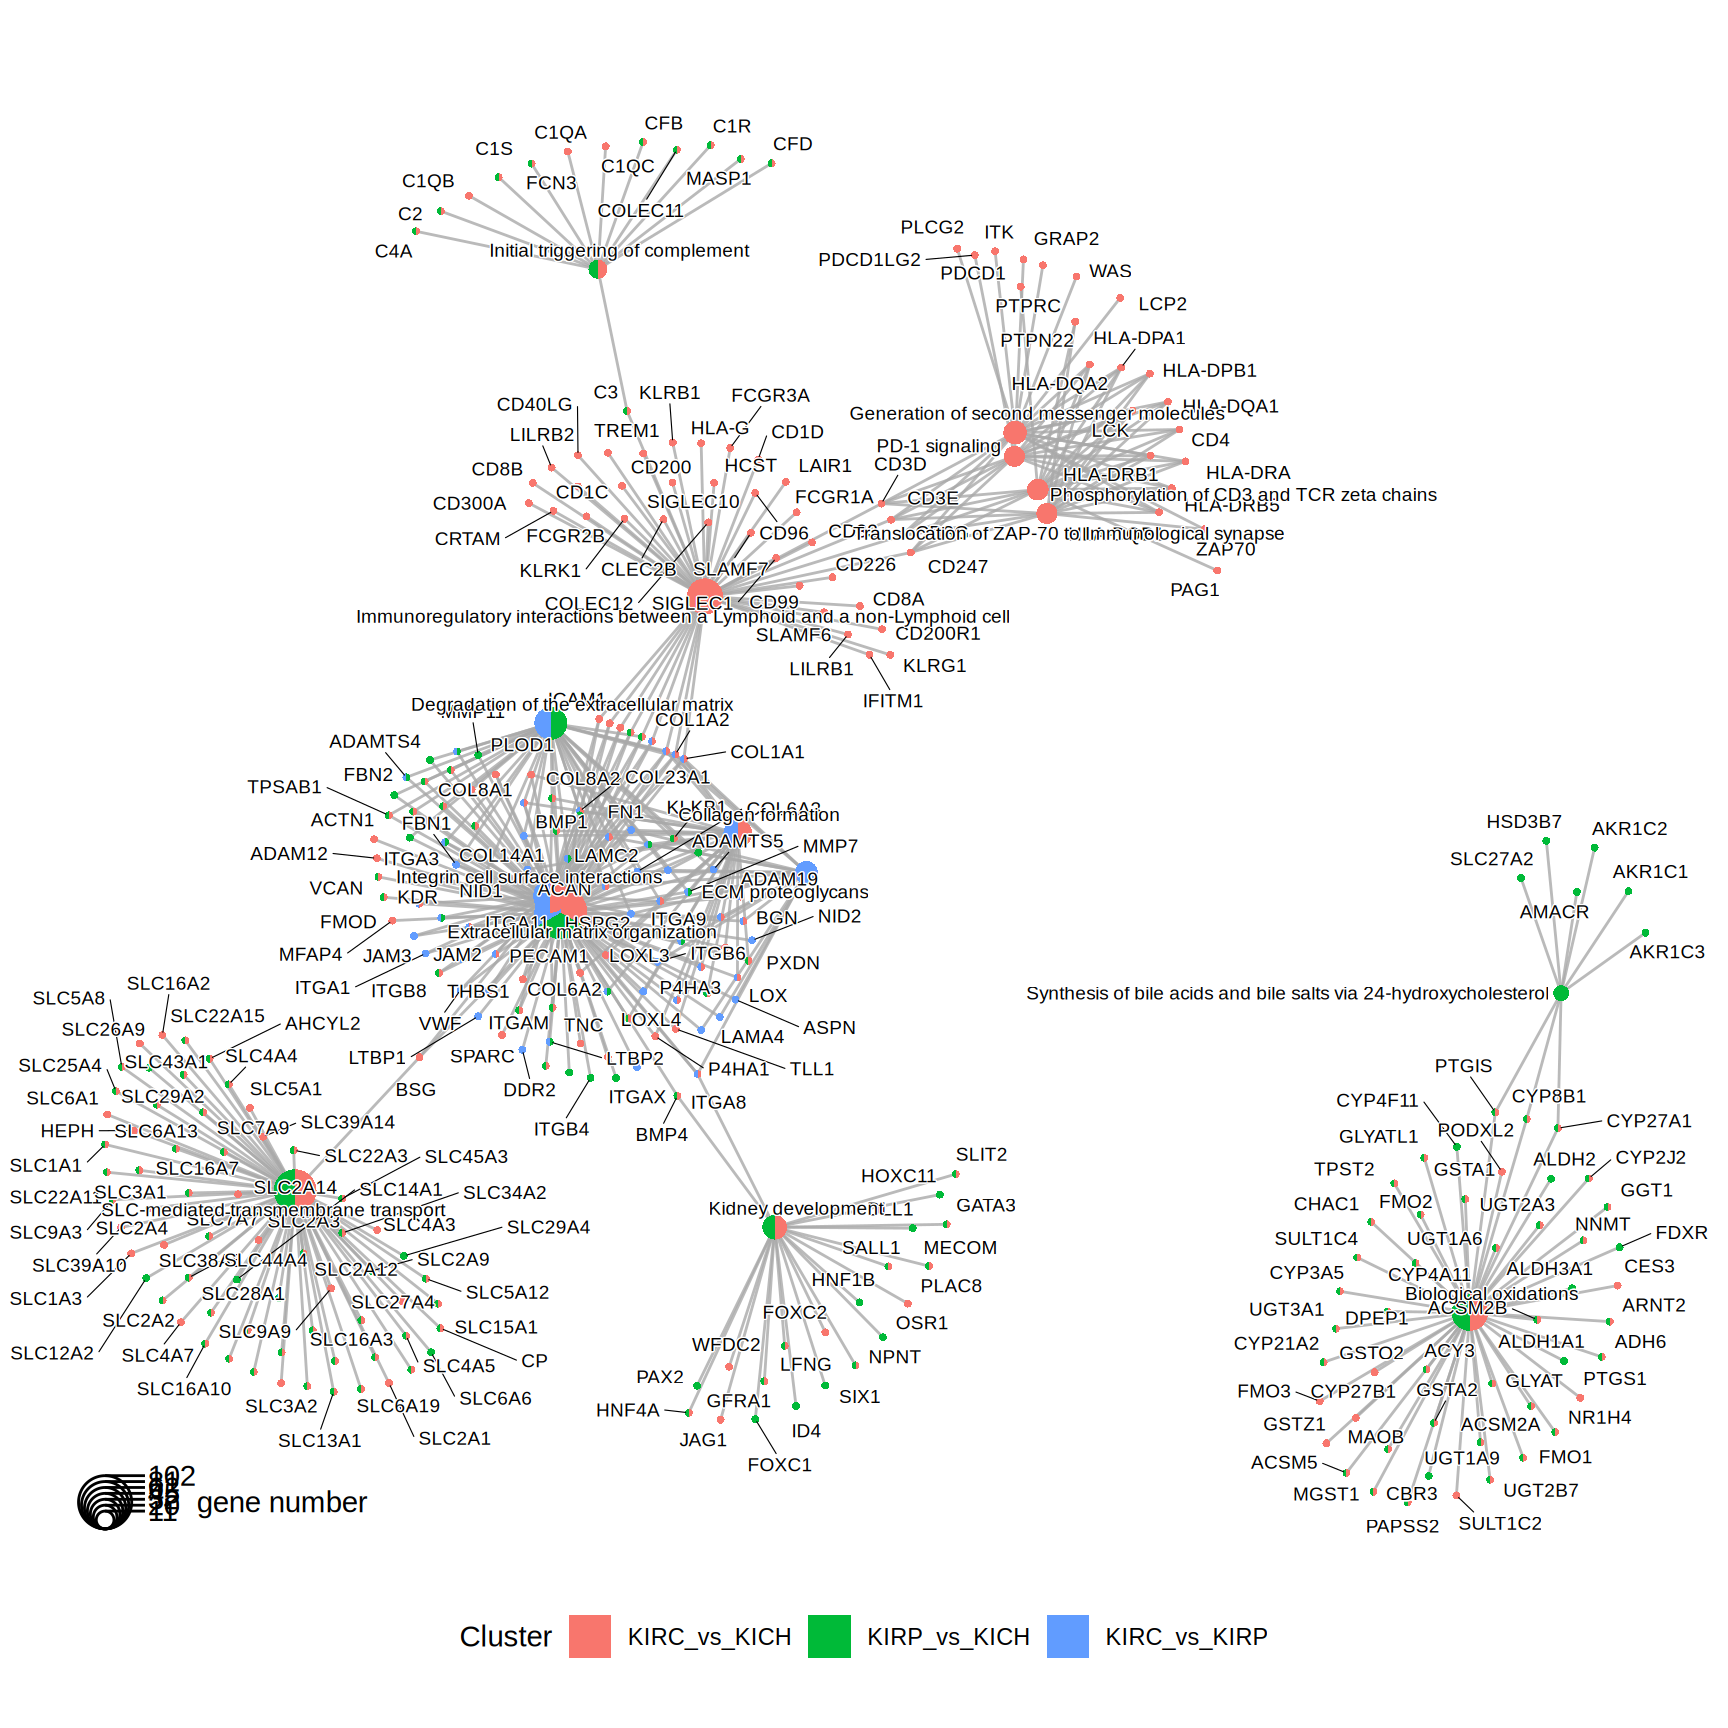 CFB
C1R
C1QA
CFD
C1S
C1QC
C1QB
FCN3
MASP1
C2
COLEC11
C4A
Initial triggering of complement
PLCG2
ITK
GRAP2
PDCD1LG2
PDCD1
WAS
PTPRC
LCP2
PTPN22
HLA-DPA1
HLA-DPB1
HLA-DQA2
HLA-DQA1
Generation of second messenger molecules
LCK
CD4
PD-1 signaling
CD3D
HLA-DRB1
HLA-DRA
CD3E
Phosphorylation of CD3 and TCR zeta chains
HLA-DRB5
Translocation of ZAP-70 to Immunological synapse
ZAP70
CD247
PAG1
C3
KLRB1
FCGR3A
CD40LG
LILRB2
TREM1
HLA-G
CD1D
CD8B
CD200
HCST
LAIR1
CD300A
CD1C
SIGLEC10
FCGR1A
CRTAM
FCGR2B
CD96
KLRK1
CLEC2B
SLAMF7
CD226
COLEC12
SIGLEC1
CD99
CD8A
Immunoregulatory interactions between a Lymphoid and a non-Lymphoid cell
SLAMF6
CD200R1
LILRB1
KLRG1
IFITM1
ICAM1
Degradation of the extracellular matrix
MMP11
COL1A2
ADAMTS4
PLOD1
COL1A1
FBN2
COL8A2
COL23A1
TPSAB1
COL8A1
KLKB1
COL6A3
ACTN1
FBN1
BMP1
FN1
Collagen formation
ADAMTS5
MMP7
ADAM12
ITGA3
COL14A1
LAMC2
Integrin cell surface interactions
ADAM19
VCAN
KDR
NID1
ACAN
ECM proteoglycans
FMOD
ITGA11
HSPG2
ITGA9
BGN
NID2
Extracellular matrix organization
MFAP4
JAM3
JAM2
PECAM1
LOXL3
ITGB6
PXDN
ITGA1
ITGB8
THBS1
COL6A2
P4HA3
LOX
VWF
ITGAM
TNC
LOXL4
LAMA4
ASPN
LTBP1
SPARC
LTBP2
P4HA1
TLL1
BSG
DDR2
ITGAX
ITGA8
ITGB4
BMP4
SLC16A2
SLC5A8
SLC22A15
AHCYL2
SLC26A9
SLC25A4
SLC43A1
SLC4A4
SLC6A1
SLC29A2
SLC5A1
HEPH
SLC6A13
SLC7A9
SLC39A14
SLC1A1
SLC16A7
SLC22A3
SLC45A3
SLC3A1
SLC2A14
SLC14A1
SLC34A2
SLC-mediated transmembrane transport
SLC9A3
SLC2A4
SLC7A7
SLC2A3
SLC4A3
SLC29A4
SLC39A10
SLC44A4
SLC2A12
SLC2A9
SLC1A3
SLC28A1
SLC27A4
SLC5A12
SLC2A2
SLC9A9
SLC16A3
SLC15A1
SLC12A2
SLC4A7
SLC4A5
CP
SLC16A10
SLC3A2
SLC6A19
SLC6A6
SLC13A1
SLC2A1
SLIT2
HOXC11
GATA3
Kidney development
SALL1
MECOM
HNF1B
PLAC8
FOXC2
OSR1
WFDC2
LFNG
NPNT
PAX2
GFRA1
SIX1
HNF4A
ID4
JAG1
FOXC1
HSD3B7
AKR1C2
SLC27A2
AKR1C1
AMACR
AKR1C3
Synthesis of bile acids and bile salts via 24-hydroxycholesterol
PTGIS
CYP4F11
CYP8B1
PODXL2
CYP27A1
GLYATL1
TPST2
GSTA1
ALDH2
CYP2J2
CHAC1
FMO2
UGT2A3
GGT1
SULT1C4
UGT1A6
NNMT
FDXR
CYP3A5
CYP4A11
ALDH3A1
CES3
Biological oxidations
UGT3A1
DPEP1
ACSM2B
ARNT2
CYP21A2
GSTO2
ACY3
ALDH1A1
ADH6
FMO3
CYP27B1
GSTA2
GLYAT
PTGS1
GSTZ1
MAOB
ACSM2A
NR1H4
ACSM5
UGT1A9
FMO1
MGST1
CBR3
UGT2B7
PAPSS2
SULT1C2
102
11
gene number
Cluster
KIRC_vs_KICH
KIRP_vs_KICH
KIRC_vs_KIRP